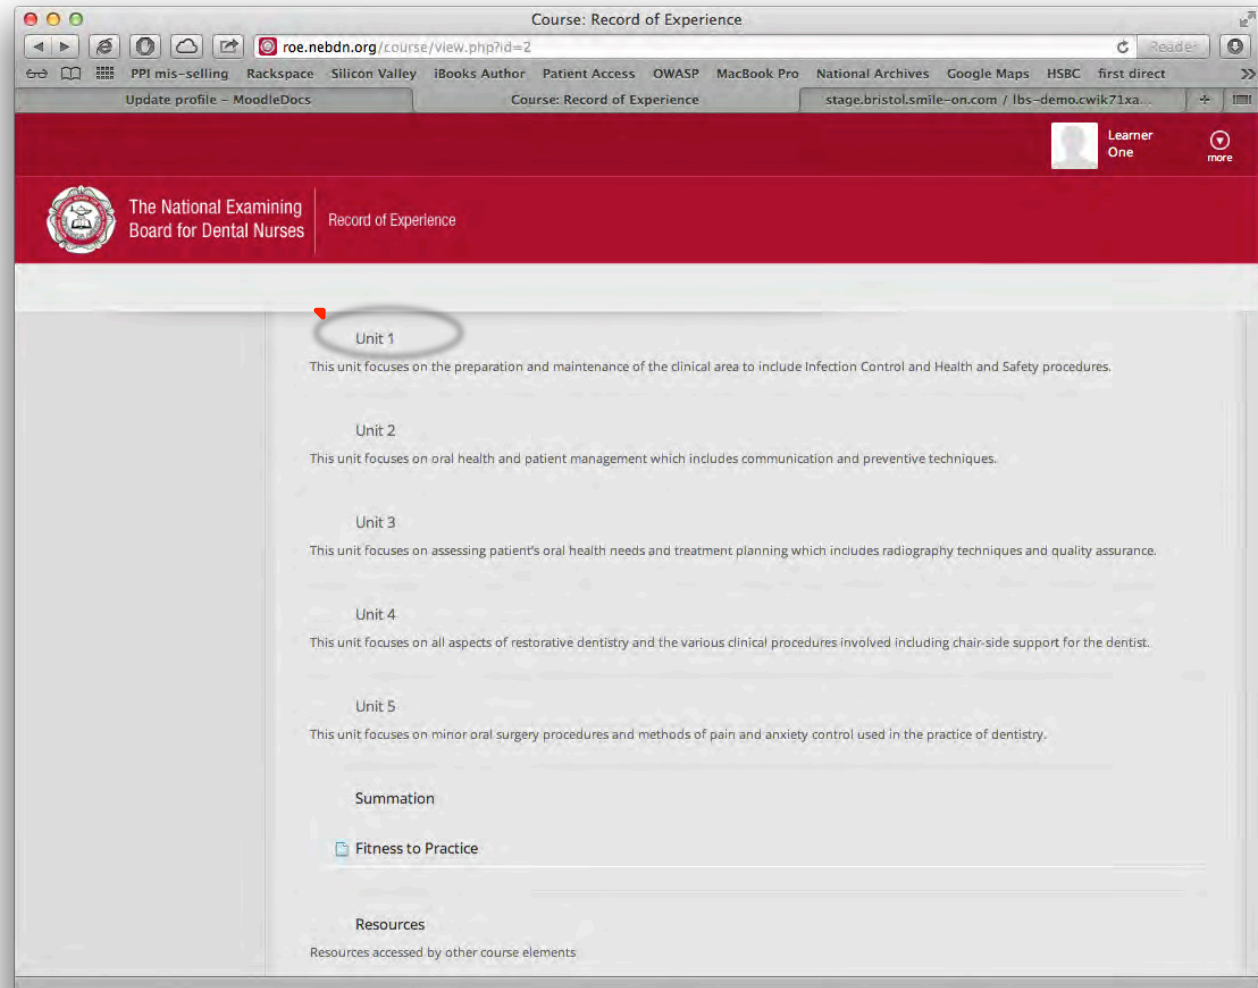 Course: Record of Experience
roe.nebdn.org/course/view.php?id=2
Reader
PPI mis-selling Rackspace Silicon Valley iBooks Author Patient Access OWASP MacBook Pro National Archives Google Maps HSBC first direct
Update profile – MoodleDocs
Course: Record of Experience
stage.bristol.smile-on.com / lbs-demo.cwik71xa...
Learner
One
more
The National Examining
Board for Dental Nurses
Record of Experience
Unit 1
This unit focuses on the preparation and maintenance of the clinical area to include Infection Control and Health and Safety procedures.
Unit 2
This unit focuses on oral health and patient management which includes communication and preventive techniques.
Unit 3
This unit focuses on assessing patient's oral health needs and treatment planning which includes radiography techniques and quality assurance.
Unit 4
This unit focuses on all aspects of restorative dentistry and the various clinical procedures involved including chair-side support for the dentist.
Unit 5
This unit focuses on minor oral surgery procedures and methods of pain and anxiety control used in the practice of dentistry.
Summation
Fitness to Practice
Resources
Resources accessed by other course elements